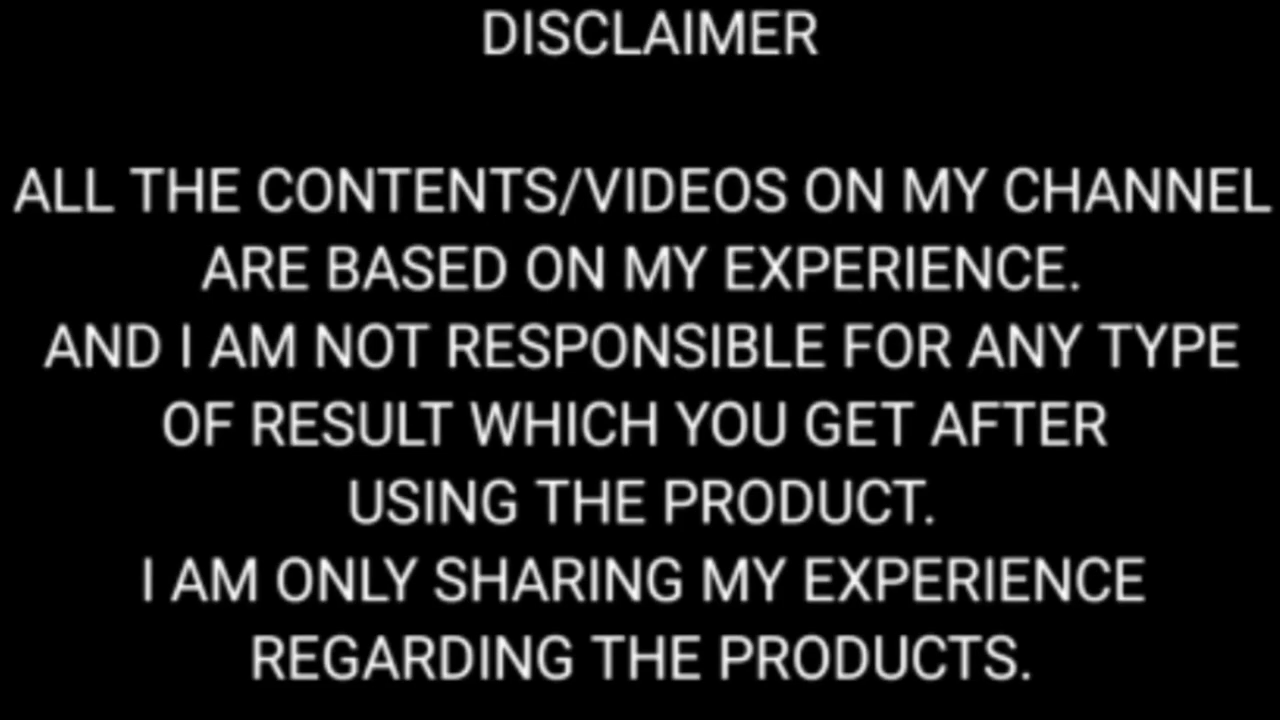 DISCLAIMER
ALL THE CONTENTS/VIDEOS ON MY CHANNEL
ARE BASED ON MY EXPERIENCE.
AND I AM NOT RESPONSIBLE FOR ANY TYPE
OF RESULT WHICH YOU GET AFTER
USING THE PRODUCT.
I AM ONLY SHARING MY EXPERIENCE
REGARDING THE PRODUCTS.